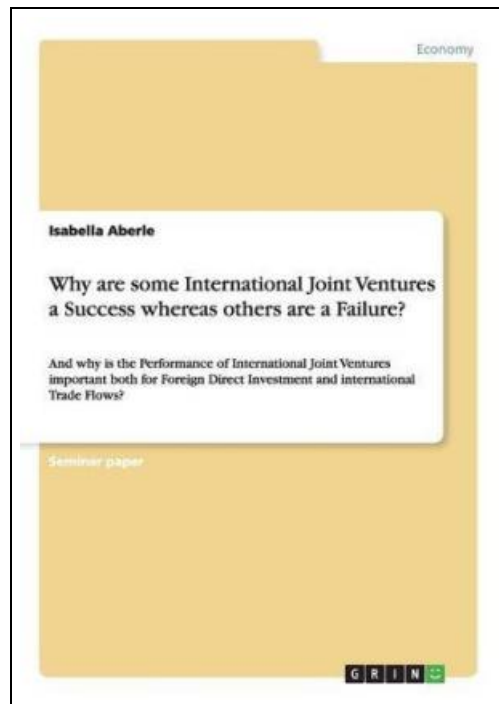 Economy
Isabella Aberle
Why are some International Joint Ventures
a Success whereas others are a Failure?
And why is the Performance of International Joint Ventures
important both for Foreign Direct Investment and international
Trade Flows?
Seminar paper
GRIN